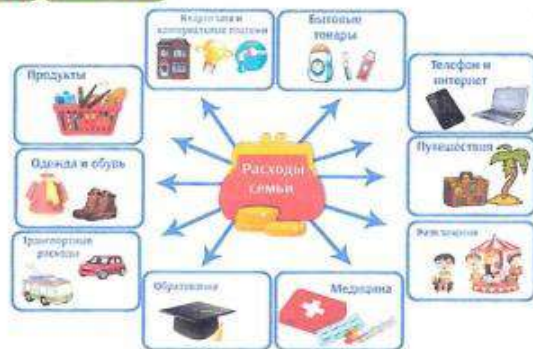 Квартплата и
коммунальные платежи
Бытовые
товары
Продукты
Телефон и
интернет
Одежда и обувь
Расходы
семьи
Путешествия
Транспортные
расходы
Развлечения
Образование
Медицина